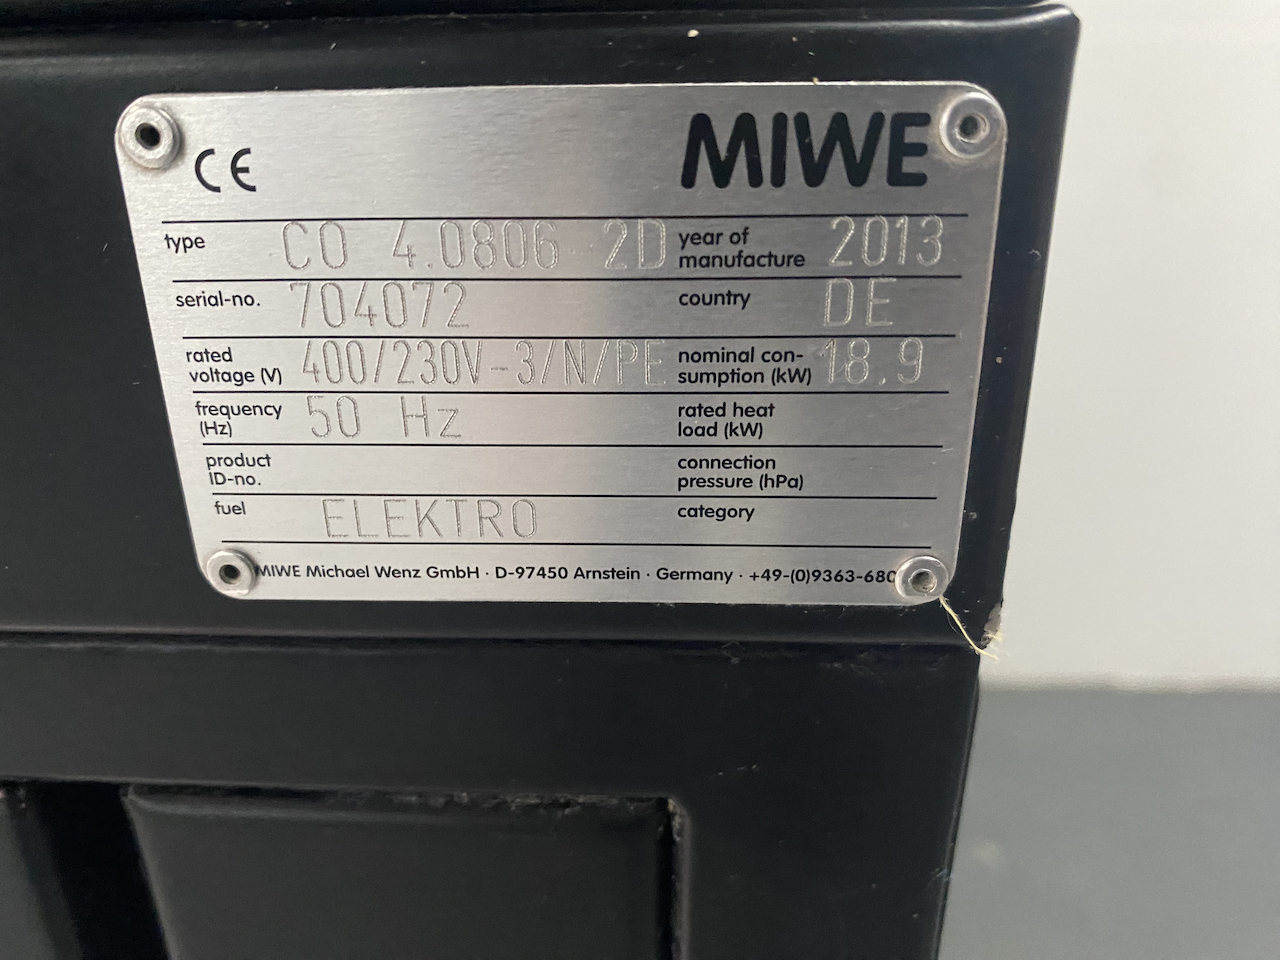 CE
MIWE
type CO 4.0806 2D year of manufacture 2013
serial-no. 704072 country DE
rated voltage (V) 400/230V-3/N/PE nominal con-sumption (kW) 18.9
frequency (Hz) 50 Hz rated heat load (kW)
product ID-no. connection pressure (hPa)
fuel ELEKTRO category
MIWE Michael Wenz GmbH · D-97450 Arnstein · Germany · +49-(0)9363-680